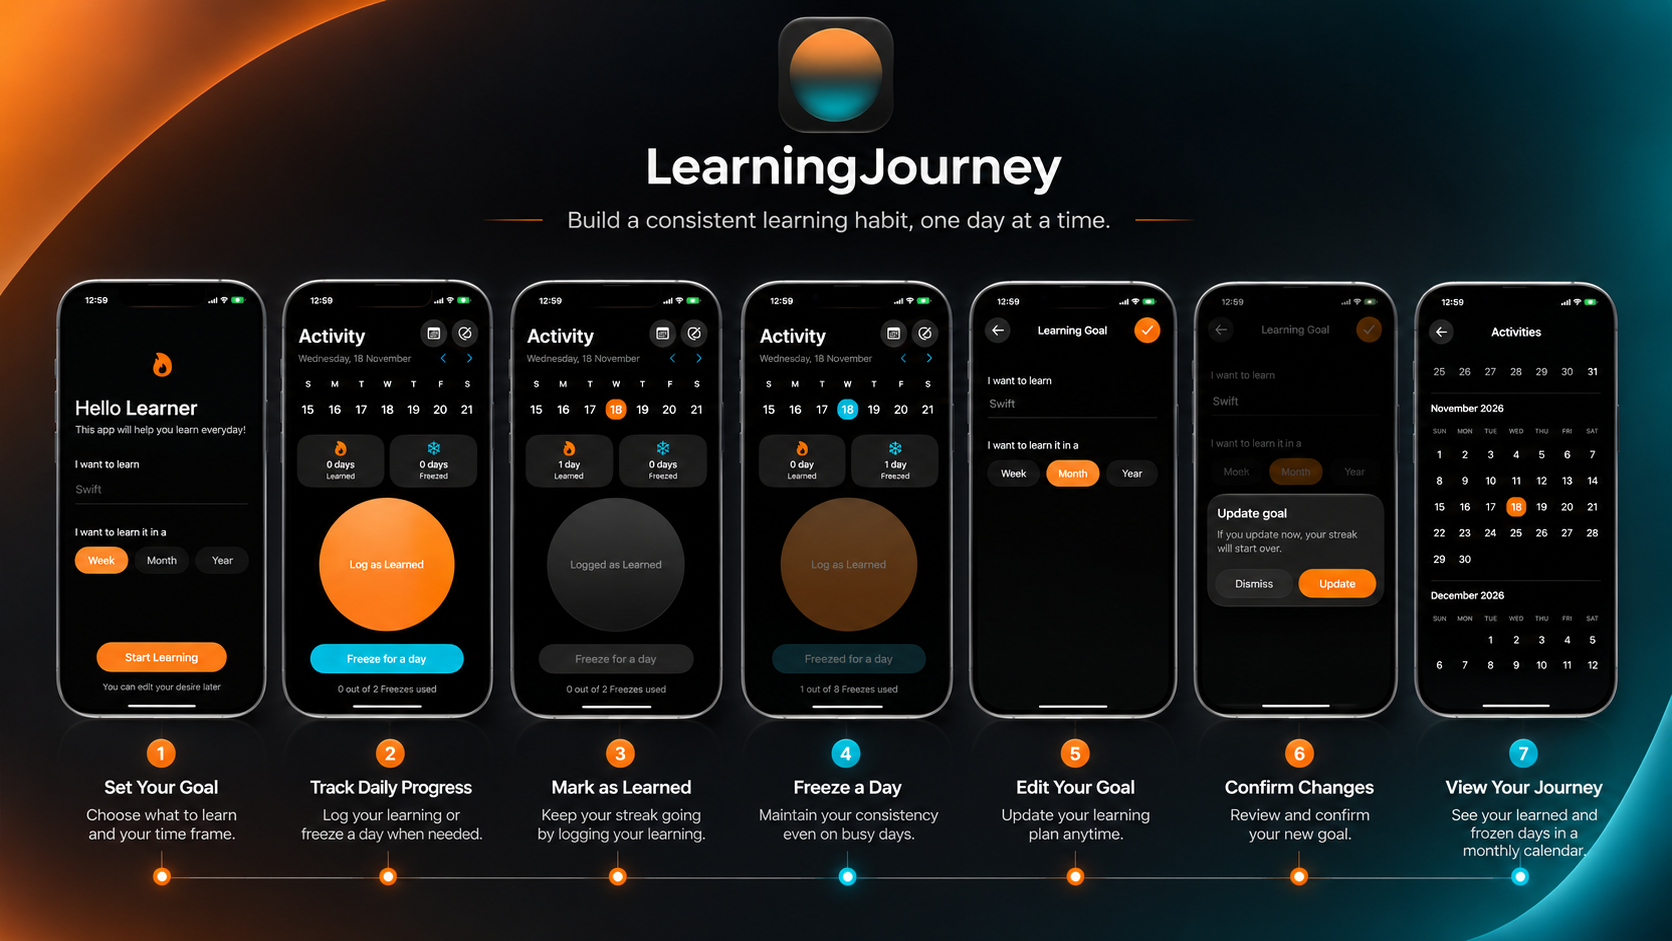 LearningJourney
Build a consistent learning habit, one day at a time.
12:59
Hello Learner
This app will help you learn everyday!
I want to learn
Swift
I want to learn it in a
Week Month Year
Start Learning
You can edit your desire later
12:59
Activity
Wednesday, 18 November
S M T W T F S
15 16 17 18 19 20 21
0 days
Learned
0 days
Freezed
Log as Learned
Freeze for a day
0 out of 2 Freezes used
12:59
Activity
Wednesday, 18 November
S M T W T F S
15 16 17 18 19 20 21
1 day
Learned
0 days
Freezed
Logged as Learned
Freeze for a day
0 out of 2 Freezes used
12:59
Activity
Wednesday, 18 November
S M T W T F S
15 16 17 18 19 20 21
0 day
Learned
1 day
Freezed
Log as Learned
Freezed for a day
1 out of 8 Freezes used
12:59
Learning Goal
I want to learn
Swift
I want to learn it in a
Week Month Year
12:59
Learning Goal
I want to learn
Swift
I want to learn it in a
Month Year
Update goal
If you update now, your streak
will start over.
Dismiss Update
12:59
Activities
25 26 27 28 29 30 31
November 2026
SUN MON TUE WED THU FRI SAT
1 2 3 4 5 6 7
8 9 10 11 12 13 14
15 16 17 18 19 20 21
22 23 24 25 26 27 28
29 30
December 2026
SUN MON TUE WED THU FRI SAT
1 2 3 4 5
6 7 8 9 10 11 12
1
Set Your Goal
Choose what to learn
and your time frame.
2
Track Daily Progress
Log your learning or
freeze a day when needed.
3
Mark as Learned
Keep your streak going
by logging your learning.
4
Freeze a Day
Maintain your consistency
even on busy days.
5
Edit Your Goal
Update your learning
plan anytime.
6
Confirm Changes
Review and confirm
your new goal.
7
View Your Journey
See your learned and
frozen days in a
monthly calendar.